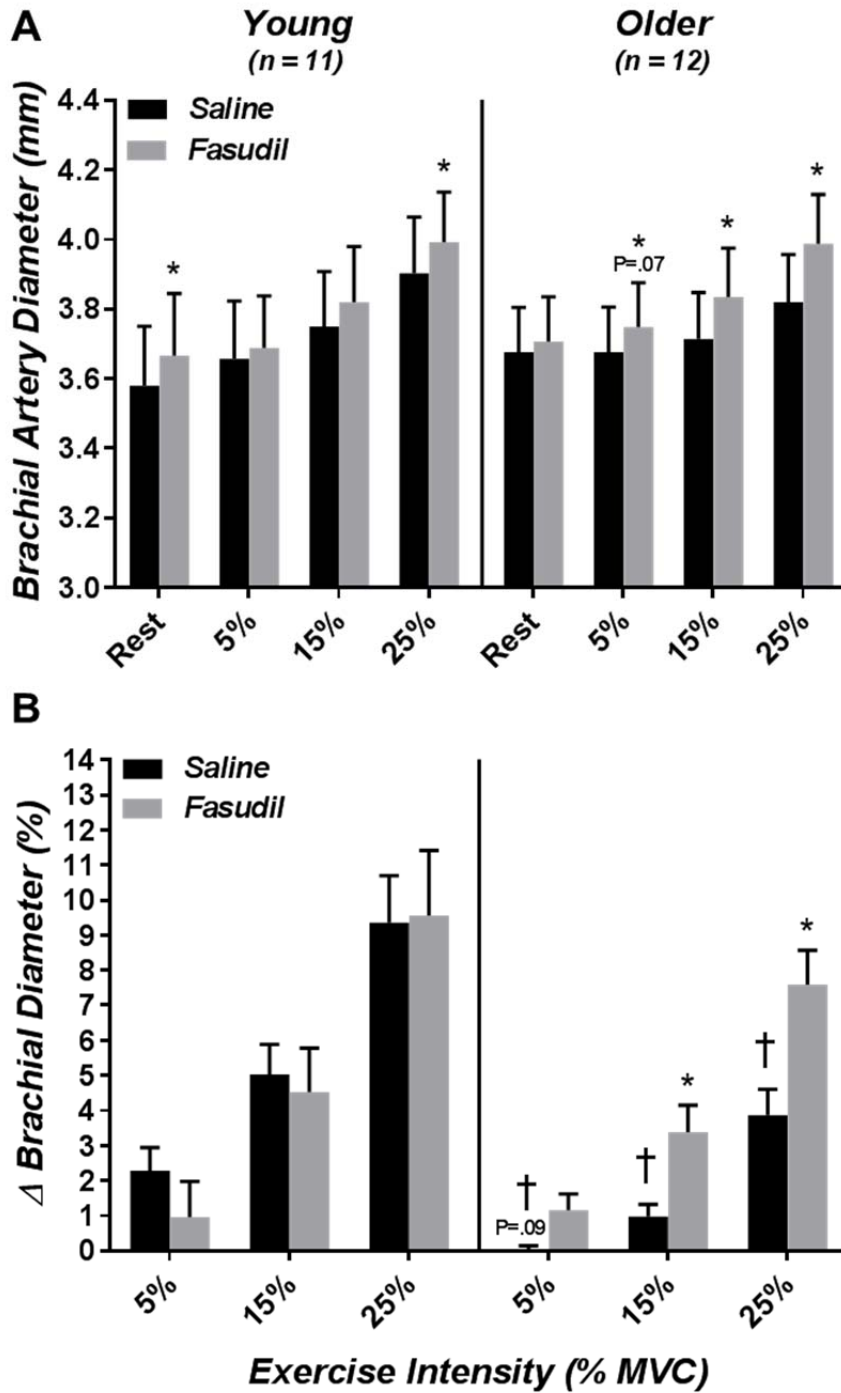 A
Young
(n = 11)
Older
(n = 12)
Brachial Artery Diameter (mm)
4.4
4.2
4.0
3.8
3.6
3.4
3.2
3.0
Saline
Fasudil
*
*
*
P=.07
*
*
Rest
5%
15%
25%
Rest
5%
15%
25%
B
Δ Brachial Diameter (%)
14
13
12
11
10
9
8
7
6
5
4
3
2
1
0
Saline
Fasudil
†
P=.09
†
*
†
*
5%
15%
25%
5%
15%
25%
Exercise Intensity (% MVC)